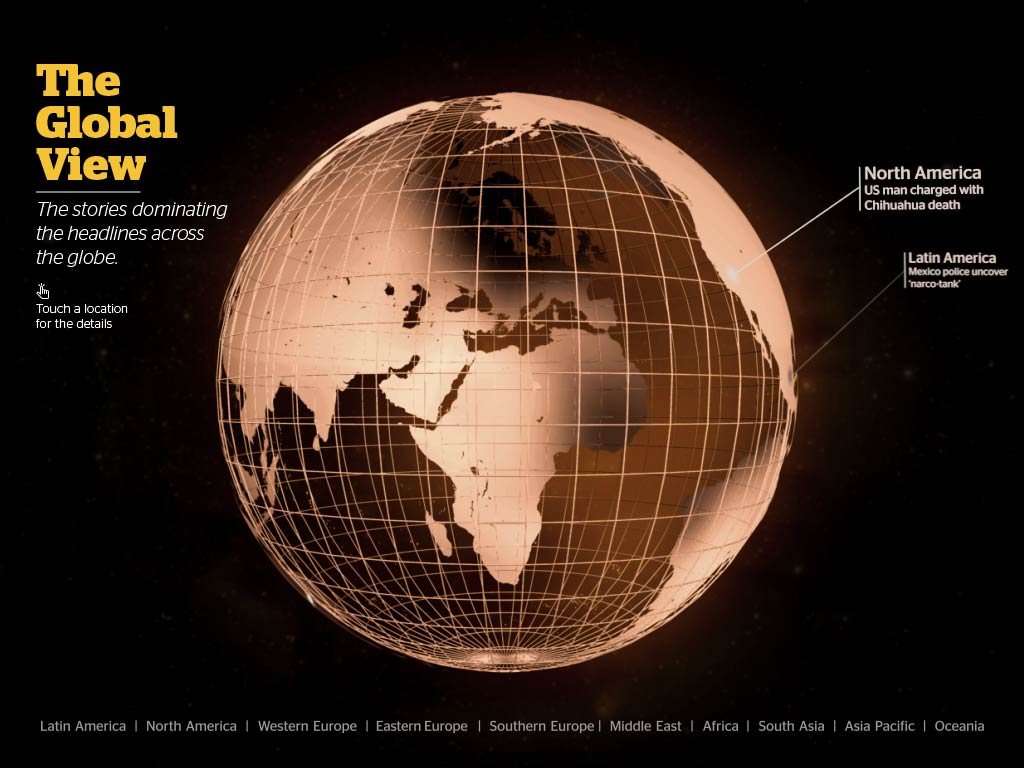 The
Global
View
The stories dominating
the headlines across
the globe.
Touch a location
for the details
North America
US man charged with
Chihuahua death
Latin America
Mexico police uncover
'narco-tank'
Latin America | North America | Western Europe | Eastern Europe | Southern Europe | Middle East | Africa | South Asia | Asia Pacific | Oceania